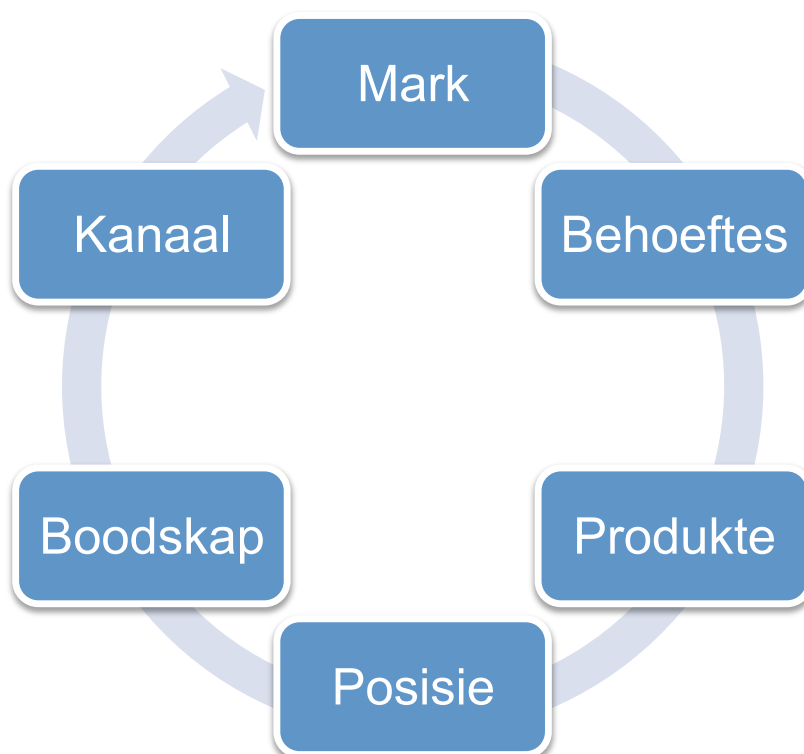 Mark
Behoeftes
Produkte
Posisie
Boodskap
Kanaal